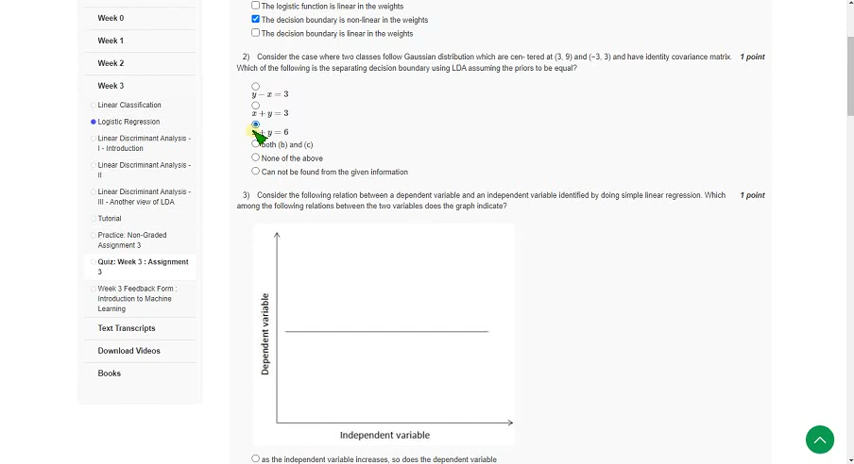 Week 0
Week 1
Week 2
Week 3
Linear Classification
Logistic Regression
Linear Discriminant Analysis -
I - Introduction
Linear Discriminant Analysis -
II
Linear Discriminant Analysis -
III - Another view of LDA
Tutorial
Practice: Non-Graded
Assignment 3
Quiz: Week 3 : Assignment
3
Week 3 Feedback Form :
Introduction to Machine
Learning
Text Transcripts
Download Videos
Books
The logistic function is linear in the weights
The decision boundary is non-linear in the weights
The decision boundary is linear in the weights
2) Consider the case where two classes follow Gaussian distribution which are cen- tered at (3, 9) and (−3, 3) and have identity covariance matrix. 1 point
Which of the following is the separating decision boundary using LDA assuming the priors to be equal?
y − x = 3
x + y = 3
x + y = 6
both (b) and (c)
None of the above
Can not be found from the given information
3) Consider the following relation between a dependent variable and an independent variable identified by doing simple linear regression. Which 1 point
among the following relations between the two variables does the graph indicate?
Dependent variable
Independent variable
as the independent variable increases, so does the dependent variable